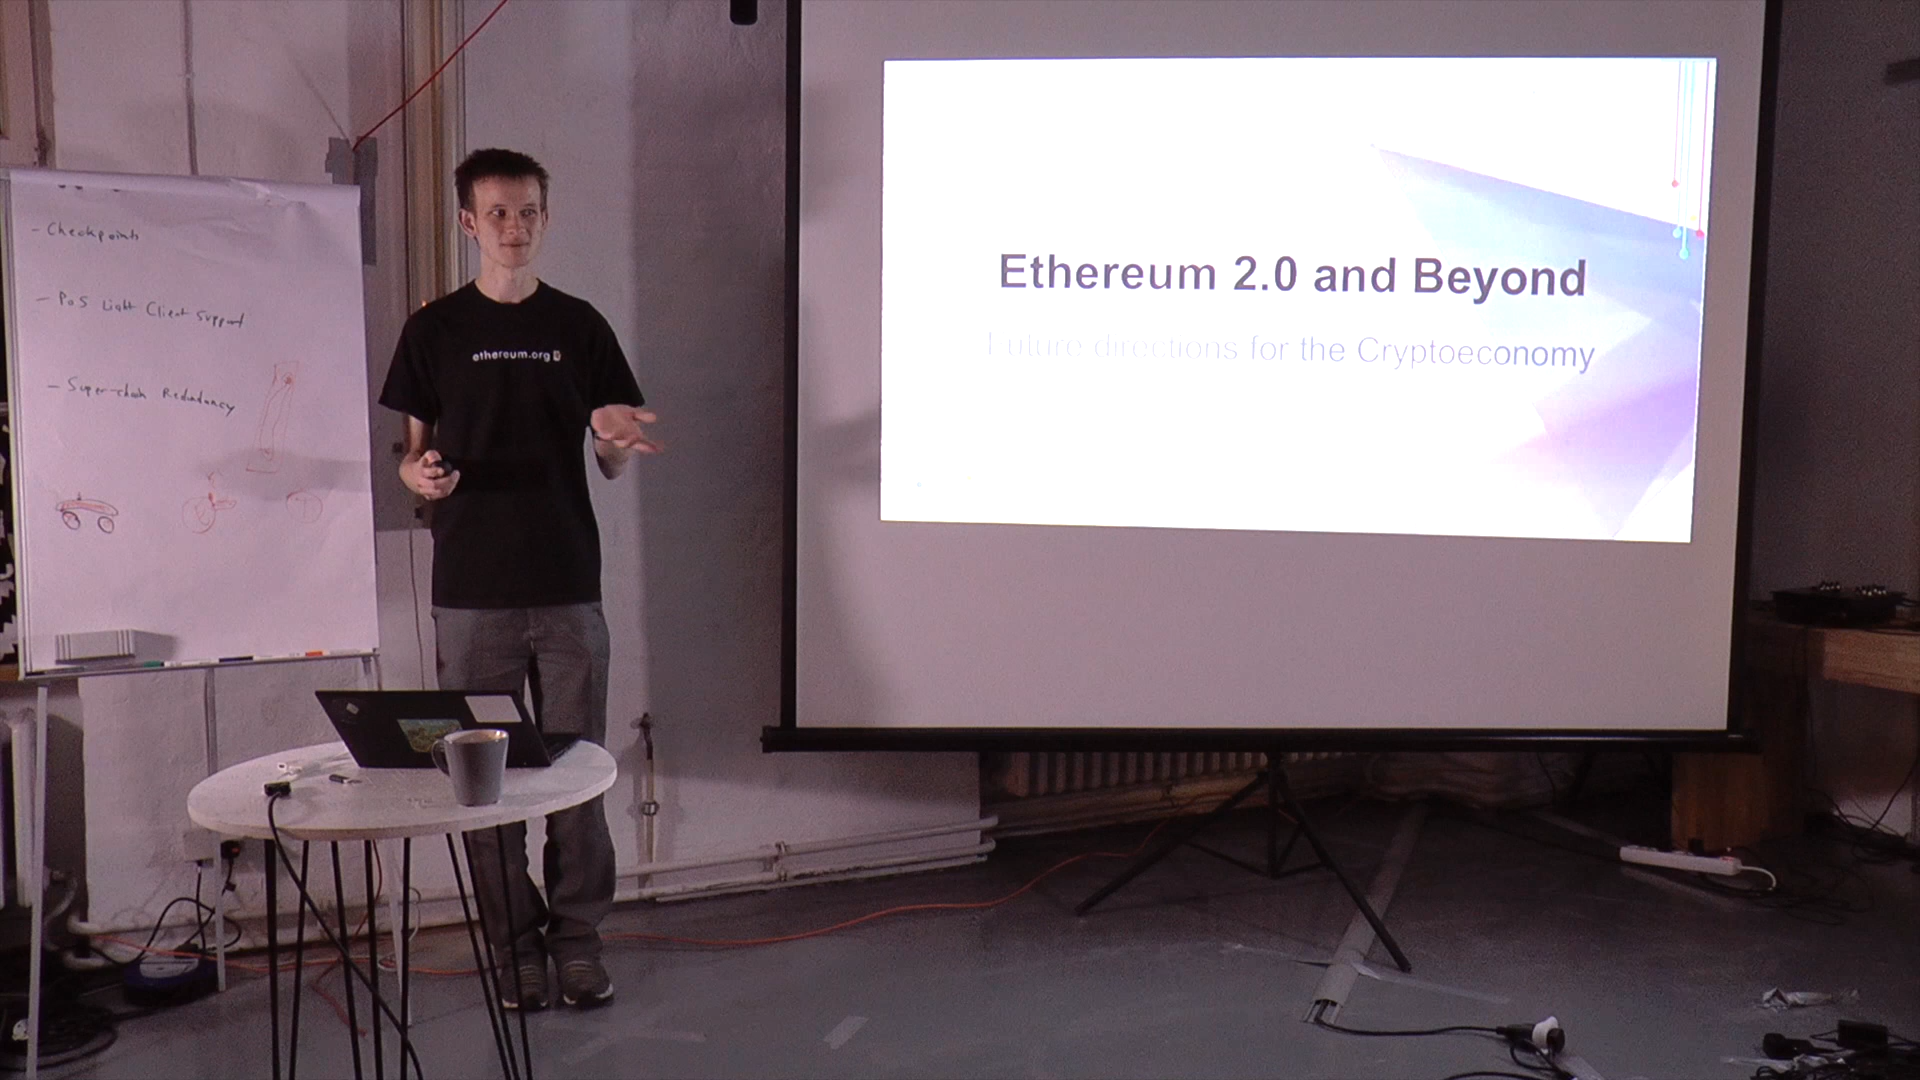 - Checkpoints
- PoS Light Client Support
- Super-chain Redundancy
ethereum.org
Ethereum 2.0 and Beyond
Future directions for the Cryptoeconomy